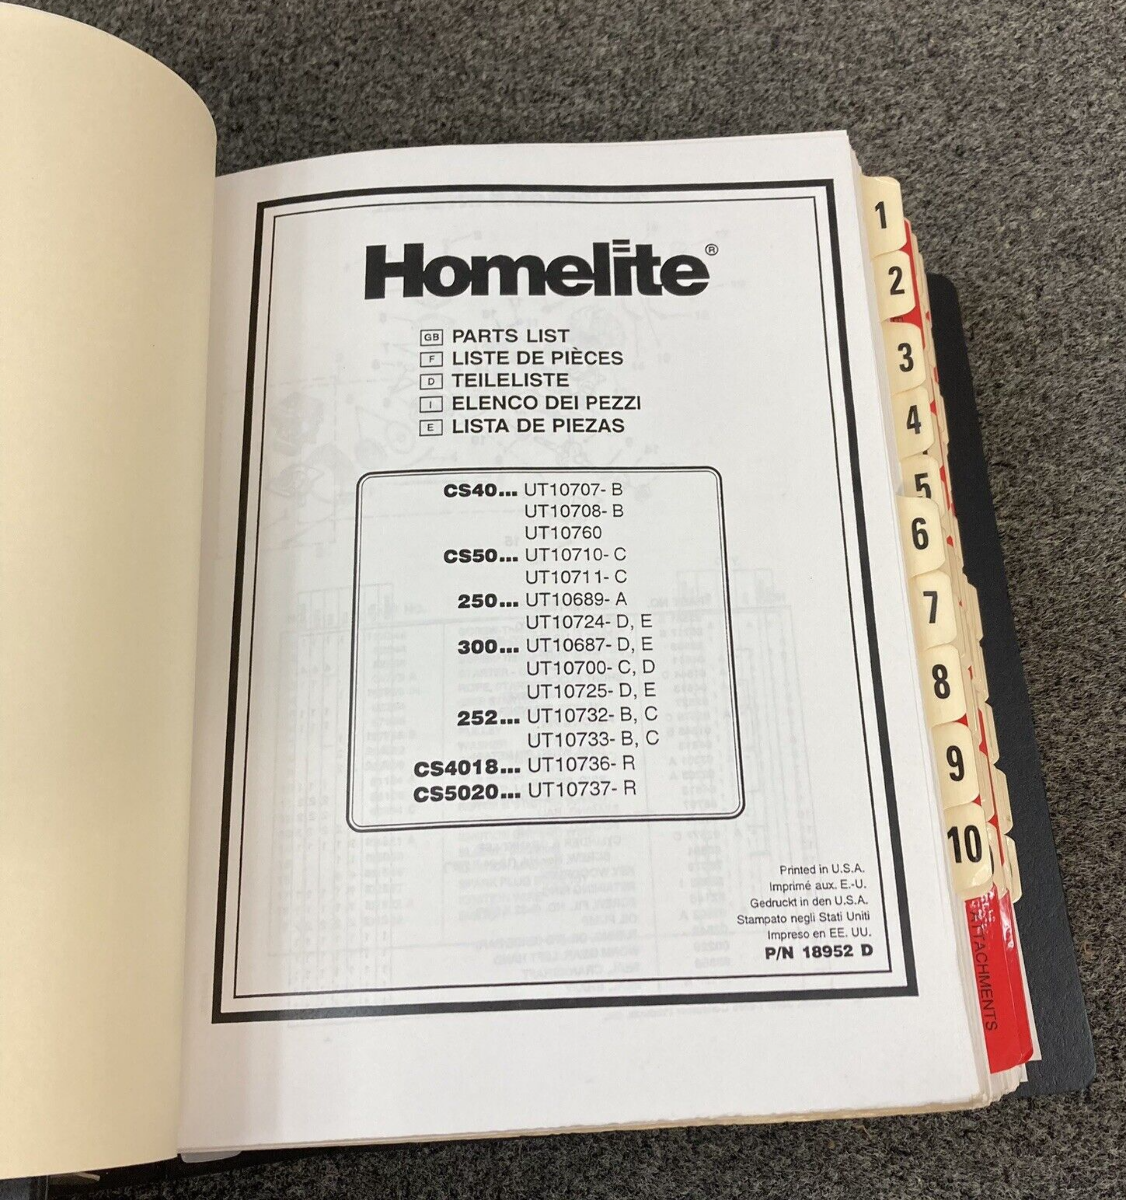 Homelite®
GB PARTS LIST
F LISTE DE PIÈCES
D TEILELISTE
I ELENCO DEI PEZZI
E LISTA DE PIEZAS
CS40... UT10707- B
UT10708- B
UT10760
CS50... UT10710- C
UT10711- C
250... UT10689- A
UT10724- D, E
300... UT10687- D, E
UT10700- C, D
UT10725- D, E
252... UT10732- B, C
UT10733- B, C
CS4018... UT10736- R
CS5020... UT10737- R
Printed in U.S.A.
Imprimé aux. E.-U.
Gedruckt in den U.S.A.
Stampato negli Stati Uniti
Impreso en EE. UU.
P/N 18952 D
1
2
3
4
5
6
7
8
9
10
ATTACHMENTS